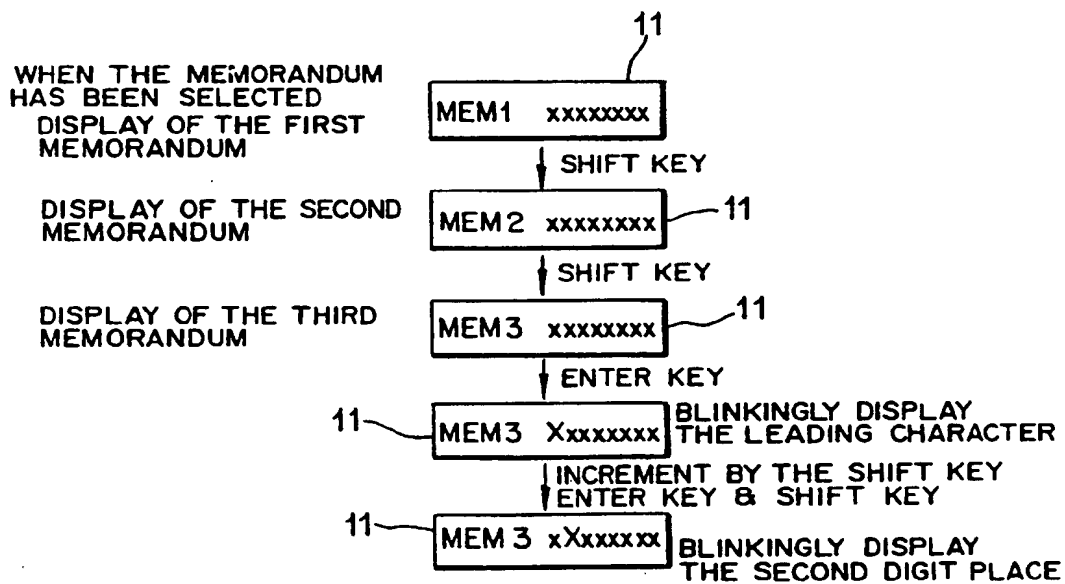 11
WHEN THE MEMORANDUM
HAS BEEN SELECTED
DISPLAY OF THE FIRST
MEMORANDUM
MEM1 xxxxxxxx
SHIFT KEY
DISPLAY OF THE SECOND
MEMORANDUM
MEM2 xxxxxxxx
11
SHIFT KEY
DISPLAY OF THE THIRD
MEMORANDUM
MEM3 xxxxxxxx
11
ENTER KEY
11
MEM3 Xxxxxxxx
BLINKINGLY DISPLAY
THE LEADING CHARACTER
INCREMENT BY THE SHIFT KEY
ENTER KEY & SHIFT KEY
11
MEM3 xXxxxxxx
BLINKINGLY DISPLAY
THE SECOND DIGIT PLACE